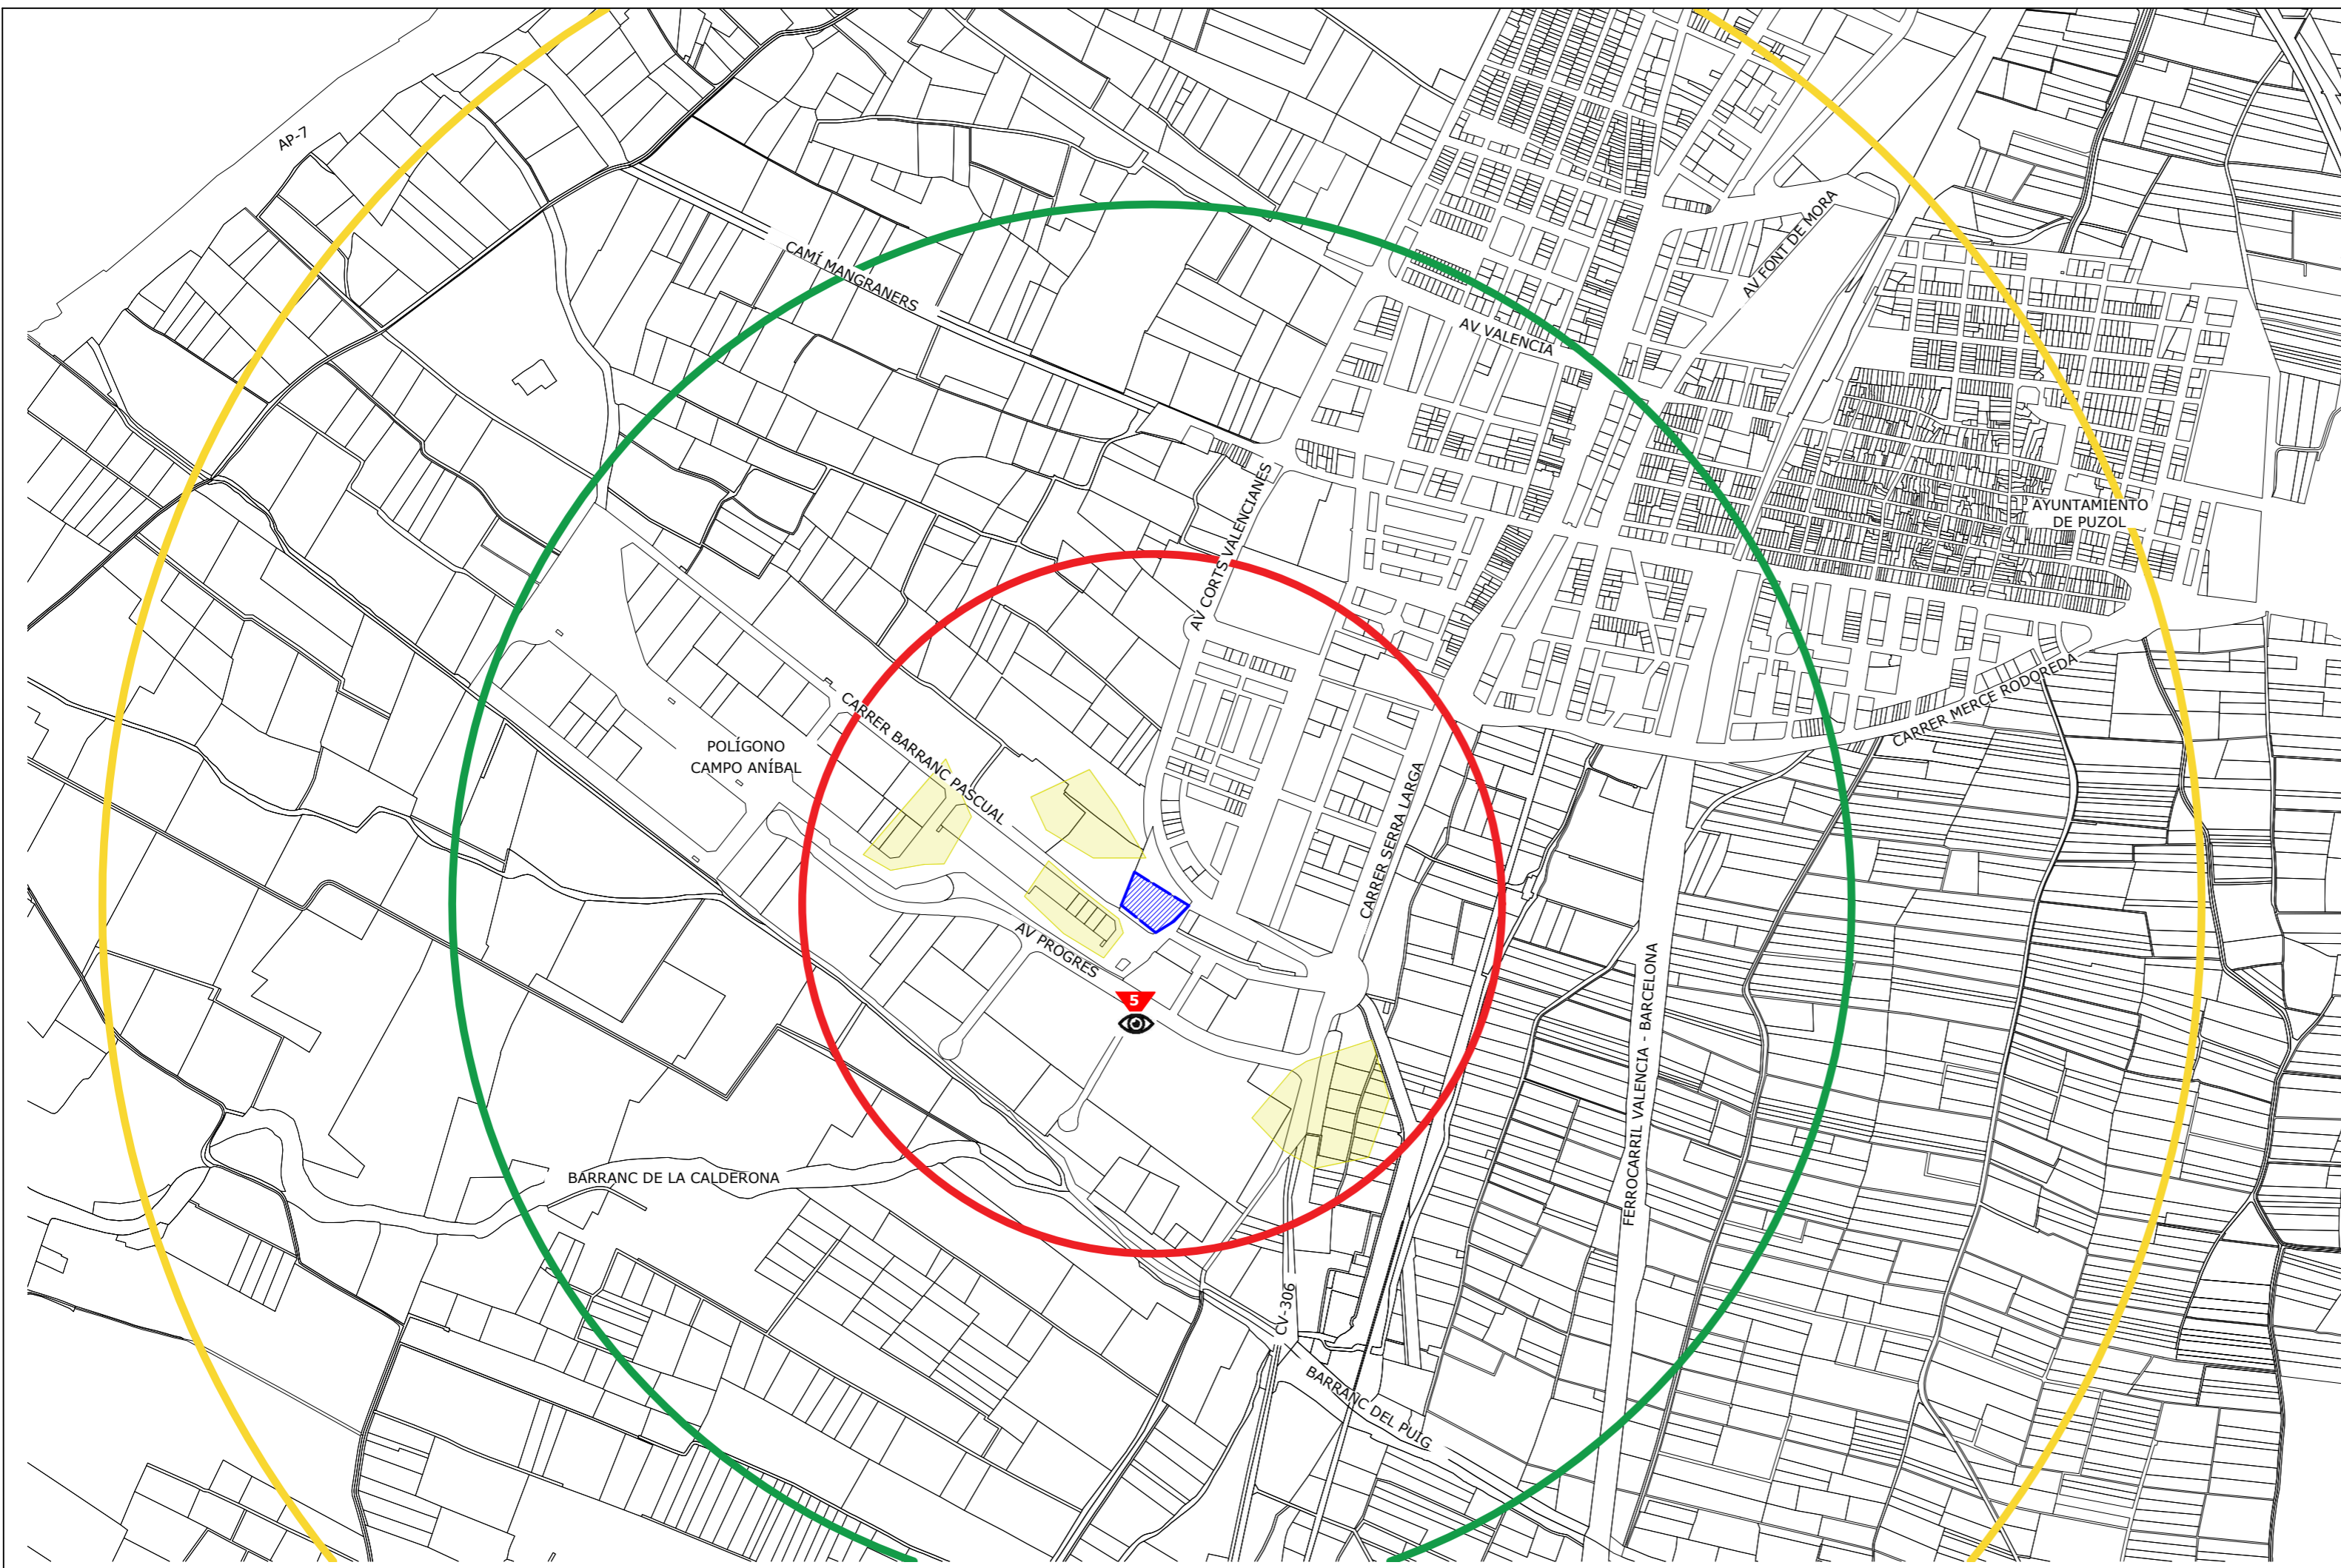 AP-7
CAMÍ MANGRANERS
AV FONT DE MORA
AV VALENCIA
AV CORTS VALENCIANES
AYUNTAMIENTO
DE PUZOL
CARRER MERCE RODOREDA
CARRER BARRANC PASCUAL
POLÍGONO
CAMPO ANÍBAL
CARRER SERRA LARGA
AV PROGRES
5
FERROCARRIL VALENCIA - BARCELONA
BARRANC DE LA CALDERONA
CV-306
BARRANC DEL PUIG